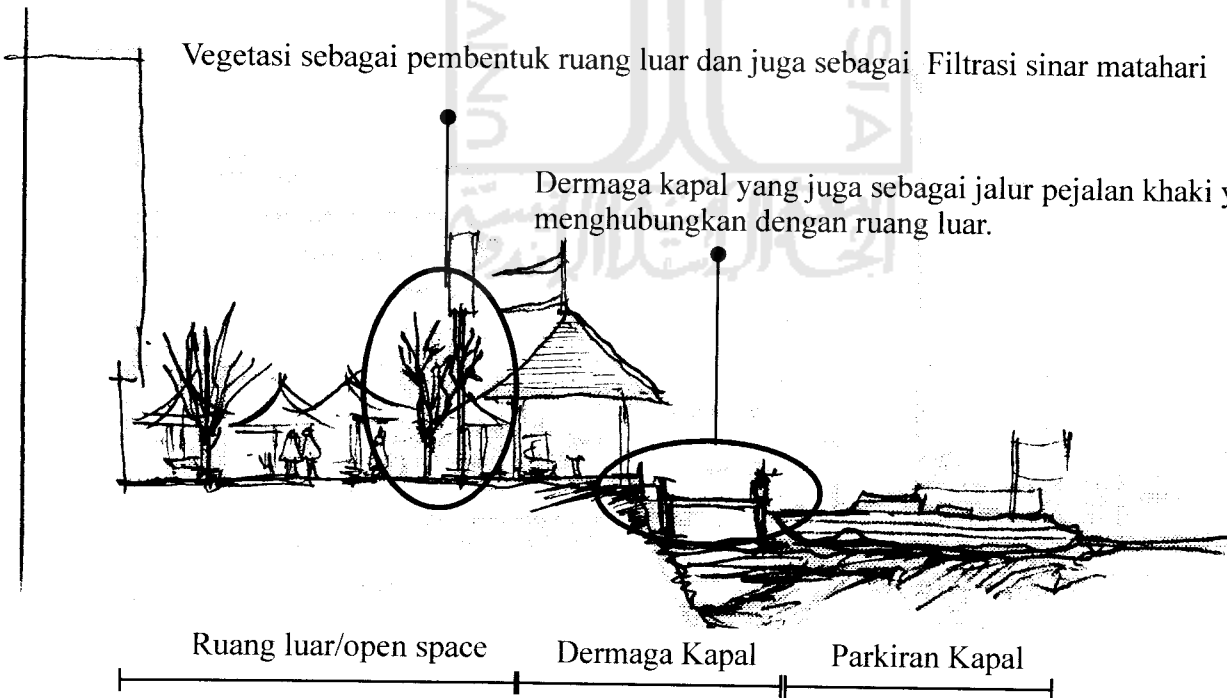 Vegetasi sebagai pembentuk ruang luar dan juga sebagai Filtrasi sinar matahari
Dermaga kapal yang juga sebagai jalur pejalan khaki y
menghubungkan dengan ruang luar.
Ruang luar/open space
Dermaga Kapal
Parkiran Kapal